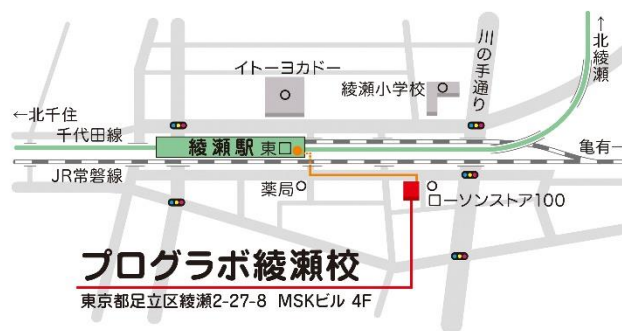 ↑北綾瀬
川の手通り
イトーヨカドー
綾瀬小学校
←北千住
千代田線
綾瀬駅 東口
亀有→
JR常磐線
薬局
ローソンストア100
プログラボ綾瀬校
東京都足立区綾瀬2-27-8 MSKビル 4F